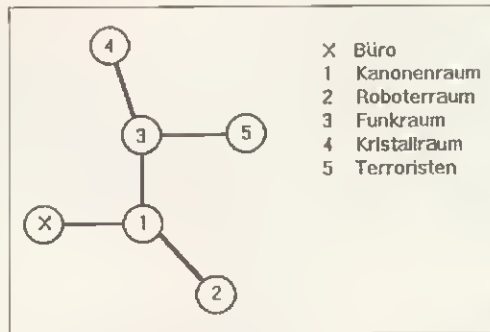 4
3
5
X
1
2
X Büro
1 Kanonenraum
2 Roboterraum
3 Funkraum
4 Kristallraum
5 Terroristen